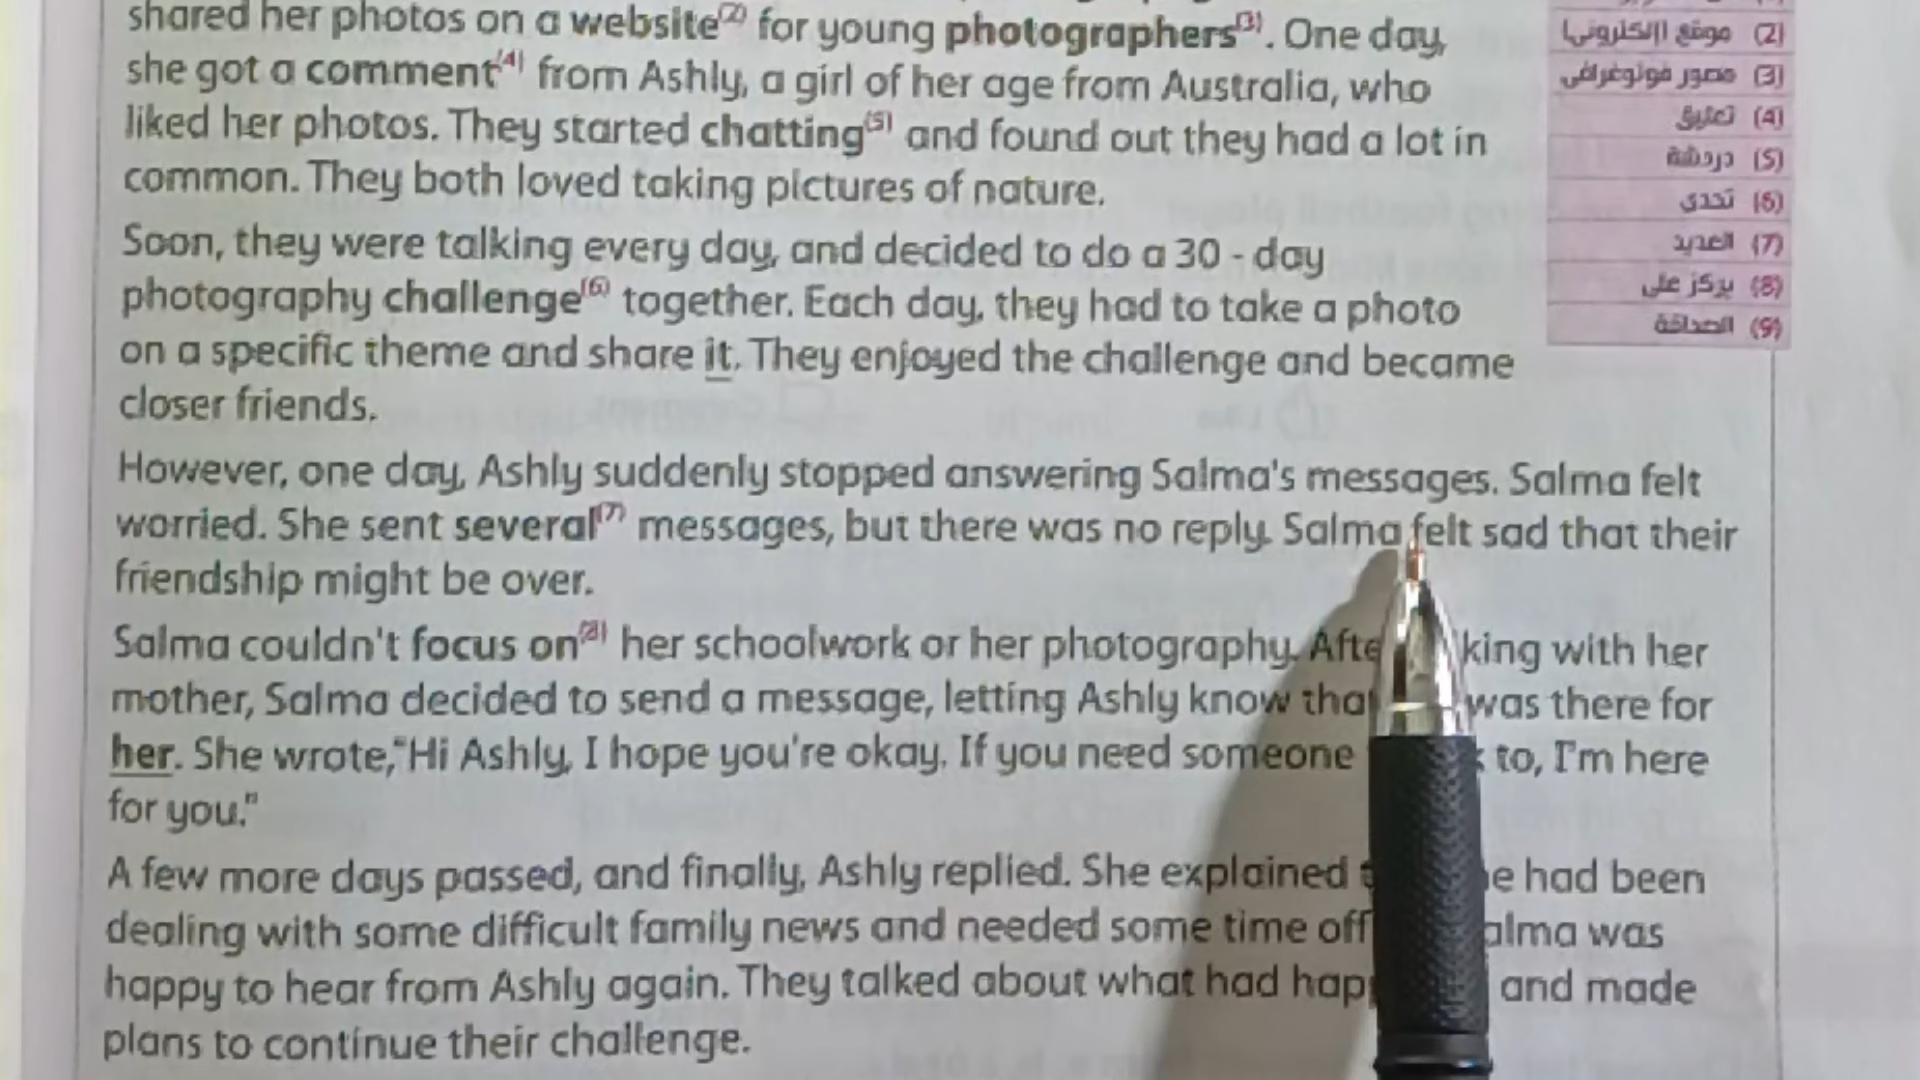 shared her photos on a website(2) for young photographers(3). One day,
she got a comment(4) from Ashly, a girl of her age from Australia, who
liked her photos. They started chatting(5) and found out they had a lot in
common. They both loved taking pictures of nature.
Soon, they were talking every day, and decided to do a 30 - day
photography challenge(6) together. Each day, they had to take a photo
on a specific theme and share it. They enjoyed the challenge and became
closer friends.
However, one day, Ashly suddenly stopped answering Salma's messages. Salma felt
worried. She sent several(7) messages, but there was no reply. Salma felt sad that their
friendship might be over.
Salma couldn't focus on(8) her schoolwork or her photography. king with her
mother, Salma decided to send a message, letting Ashly know was there for
her. She wrote,"Hi Ashly, I hope you're okay. If you need someone to, I'm here
for you."
A few more days passed, and finally, Ashly replied. She explained had been
dealing with some difficult family news and needed some time off was
happy to hear from Ashly again. They talked about what had and made
plans to continue their challenge.
(2) موقع (إلكتروني)
(3) مصور فوتوغرافي
(4) تعليق
(5) دردشة
(6) تحدى
(7) العديد
(8) يركز على
(9) الصداقة